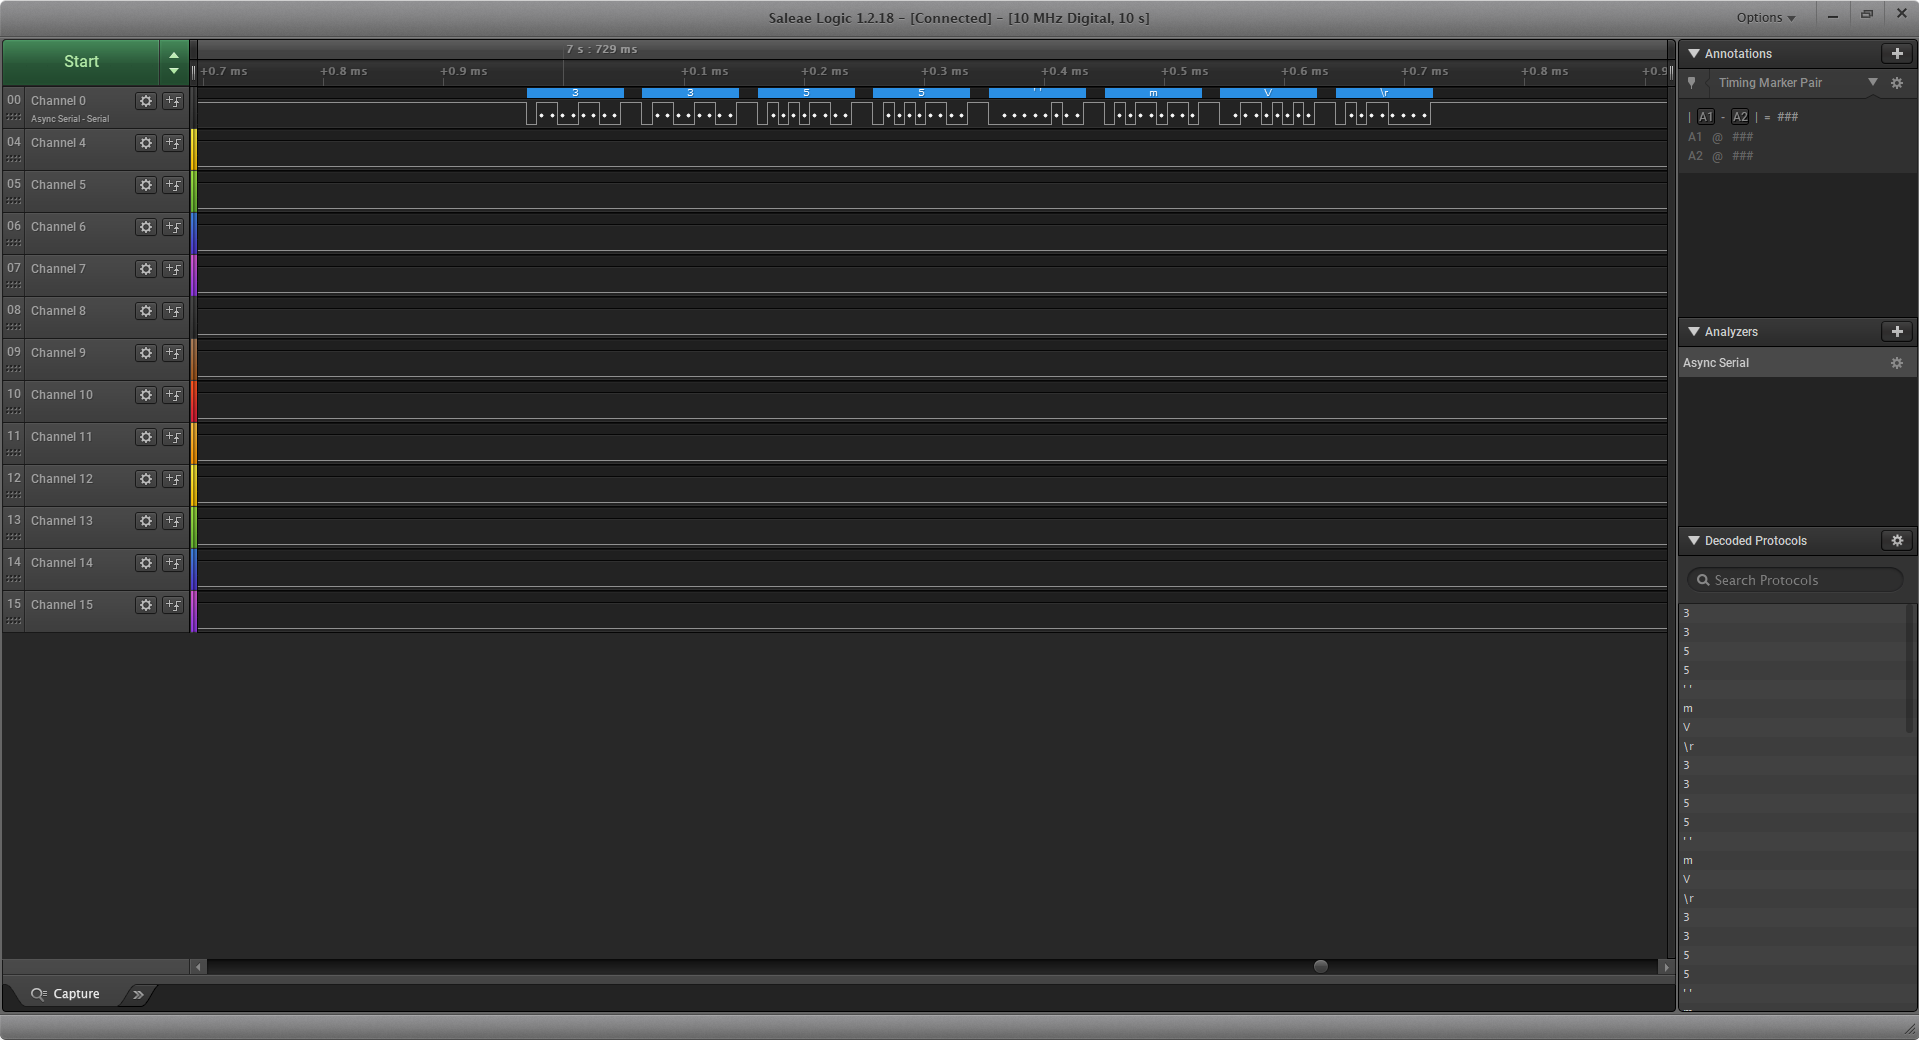 Saleae Logic 1.2.18 - [Connected] - [10 MHz Digital, 10 s]
Options
Start
7 s : 729 ms
+0.7 ms +0.8 ms +0.9 ms +0.1 ms +0.2 ms +0.3 ms +0.4 ms +0.5 ms +0.6 ms +0.7 ms +0.8 ms +0.9
00 Channel 0
Async Serial - Serial
3 3 5 5 ' ' m V \r
04 Channel 4
05 Channel 5
06 Channel 6
07 Channel 7
08 Channel 8
09 Channel 9
10 Channel 10
11 Channel 11
12 Channel 12
13 Channel 13
14 Channel 14
15 Channel 15
Capture
Annotations
Timing Marker Pair
| A1 - A2 | = ###
A1 @ ###
A2 @ ###
Analyzers
Async Serial
Decoded Protocols
Search Protocols
3
3
5
5
' '
m
V
\r
3
3
5
5
' '
m
V
\r
3
3
5
5
' '